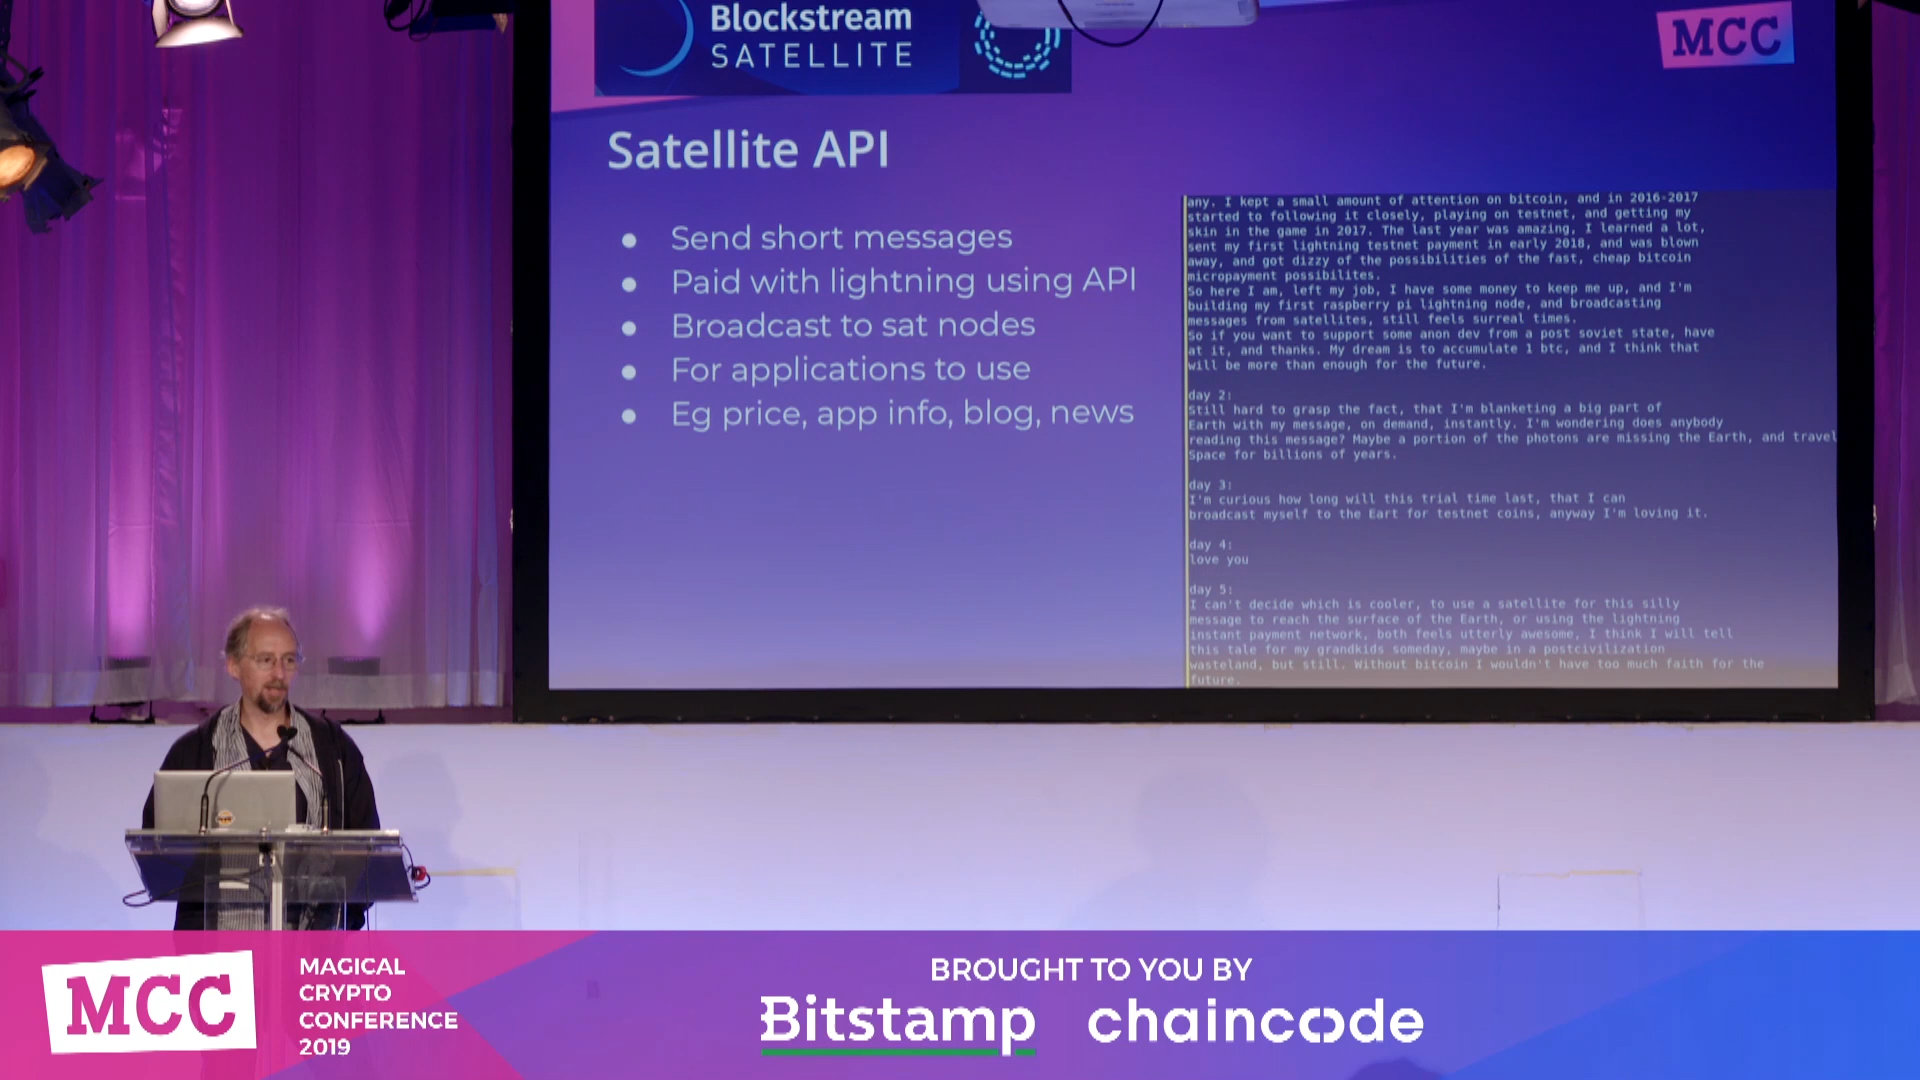 Blockstream
SATELLITE
MCC
Satellite API
● Send short messages
● Paid with lightning using API
● Broadcast to sat nodes
● For applications to use
● Eg price, app info, blog, news
any. I kept a small amount of attention on bitcoin, and in 2016-2017
started to following it closely, playing on testnet, and getting my
skin in the game in 2017. The last year was amazing, I learned a lot,
sent my first lightning testnet payment in early 2018, and was blown
away, and got dizzy of the possibilities of the fast, cheap bitcoin
micropayment possibilites.
So here I am, left my job, I have some money to keep me up, and I'm
building my first raspberry pi lightning node, and broadcasting
messages from satellites, still feels surreal times.
So if you want to support some anon dev from a post soviet state, have
at it, and thanks. My dream is to accumulate 1 btc, and I think that
will be more than enough for the future.
day 2:
Still hard to grasp the fact, that I'm blanketing a big part of
Earth with my message, on demand, instantly. I'm wondering does anybody
reading this message? Maybe a portion of the photons are missing the Earth, and travel
Space for billions of years.
day 3:
I'm curious how long will this trial time last, that I can
broadcast myself to the Eart for testnet coins, anyway I'm loving it.
day 4:
love you
day 5:
I can't decide which is cooler, to use a satellite for this silly
message to reach the surface of the Earth, or using the lightning
instant payment network, both feels utterly awesome, I think I will tell
this tale for my grandkids someday, maybe in a postcivilization
wasteland, but still. Without bitcoin I wouldn't have too much faith for the
future.
MCC
MAGICAL
CRYPTO
CONFERENCE
2019
BROUGHT TO YOU BY
Bitstamp chaincode